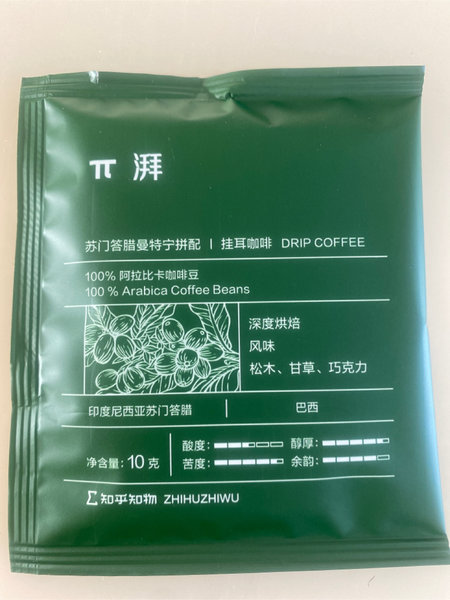 π 湃
苏门答腊曼特宁拼配 | 挂耳咖啡 DRIP COFFEE
100% 阿拉比卡咖啡豆
100 % Arabica Coffee Beans
深度烘焙
风味
松木、甘草、巧克力
印度尼西亚苏门答腊 | 巴西
净含量: 10 克
酸度: 醇厚:
苦度: 余韵:
知乎知物 ZHIHUZHIWU